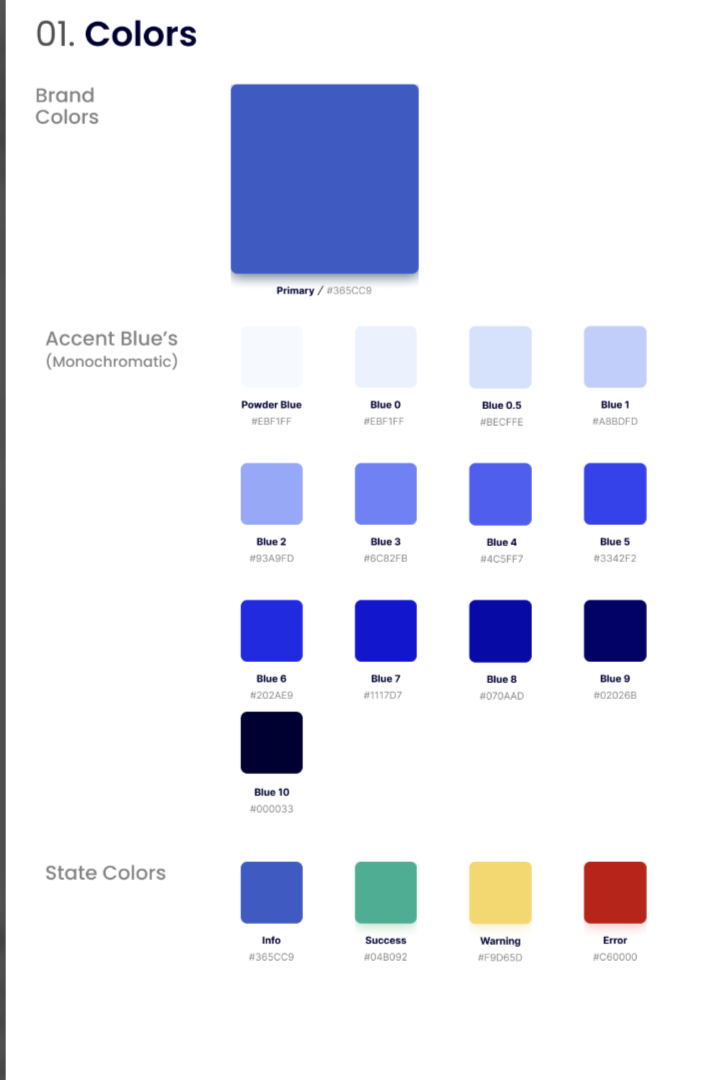 01. Colors
Brand
Colors
Primary / #365CC9
Accent Blue's
(Monochromatic)
Powder Blue
#EBF1FF
Blue 0
#EBF1FF
Blue 0.5
#BECFFE
Blue 1
#A8BDFD
Blue 2
#93A9FD
Blue 3
#6C82FB
Blue 4
#4C5FF7
Blue 5
#3342F2
Blue 6
#202AE9
Blue 7
#1117D7
Blue 8
#070AAD
Blue 9
#02026B
Blue 10
#000033
State Colors
Info
#365CC9
Success
#04B092
Warning
#F9D65D
Error
#C60000